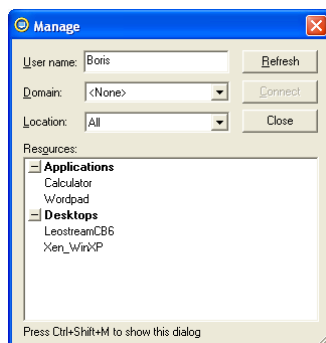 Manage
User name: Boris Refresh
Domain: <None> Connect
Location: All Close
Resources:
Applications
Calculator
Wordpad
Desktops
LeostreamCB6
Xen_WinXP
Press Ctrl+Shift+M to show this dialog